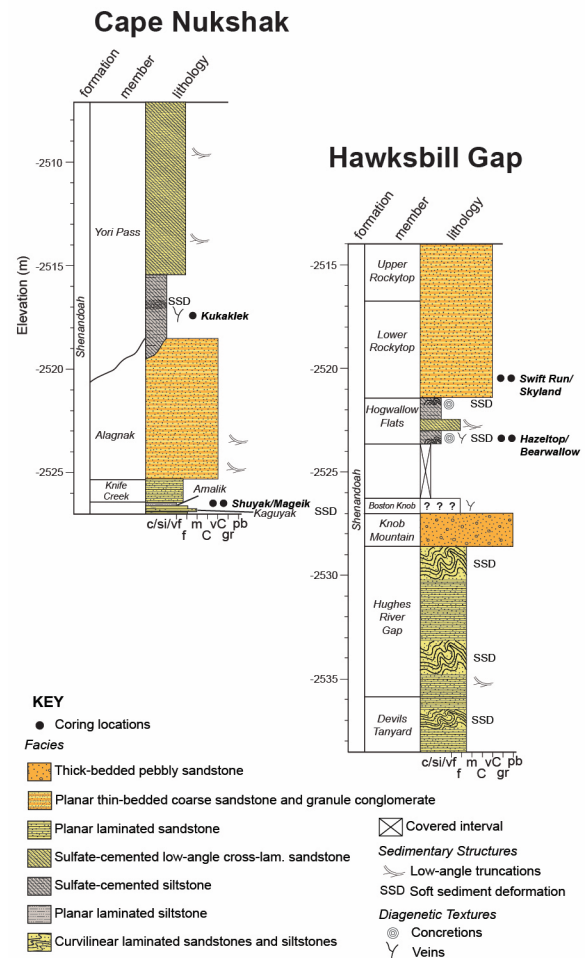 Cape Nukshak
formation
member
lithology
-2510
Yori Pass
-2515
SSD
Kukaklek
Elevation (m)
Shenandoah
-2520
Alagnak
-2525
Knife
Creek
Amalik
Shuyak/Mageik
Kaguyak
SSD
c/si/vf m vC pb
f C gr
Hawksbill Gap
formation
member
lithology
-2515
Upper
Rockytop
Lower
Rockytop
-2520
Swift Run/
Skyland
SSD
Hogwallow
Flats
SSD
Hazeltop/
Bearwallow
-2525
Shenandoah
Boston Knob
? ? ?
Knob
Mountain
SSD
-2530
Hughes
River
Gap
SSD
-2535
Devils
Tanyard
SSD
c/si/vf m vC pb
f C gr
KEY
Coring locations
Facies
Thick-bedded pebbly sandstone
Planar thin-bedded coarse sandstone and granule conglomerate
Planar laminated sandstone
Sulfate-cemented low-angle cross-lam. sandstone
Sulfate-cemented siltstone
Planar laminated siltstone
Curvilinear laminated sandstones and siltstones
Covered interval
Sedimentary Structures
Low-angle truncations
SSD Soft sediment deformation
Diagenetic Textures
Concretions
Veins